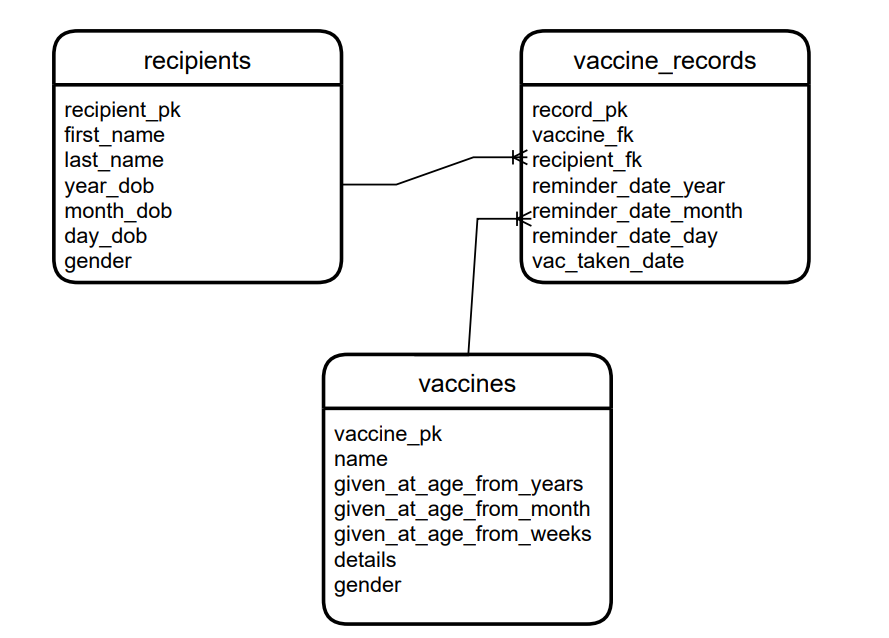 recipients
recipient_pk
first_name
last_name
year_dob
month_dob
day_dob
gender
vaccine_records
record_pk
vaccine_fk
recipient_fk
reminder_date_year
reminder_date_month
reminder_date_day
vac_taken_date
vaccines
vaccine_pk
name
given_at_age_from_years
given_at_age_from_month
given_at_age_from_weeks
details
gender